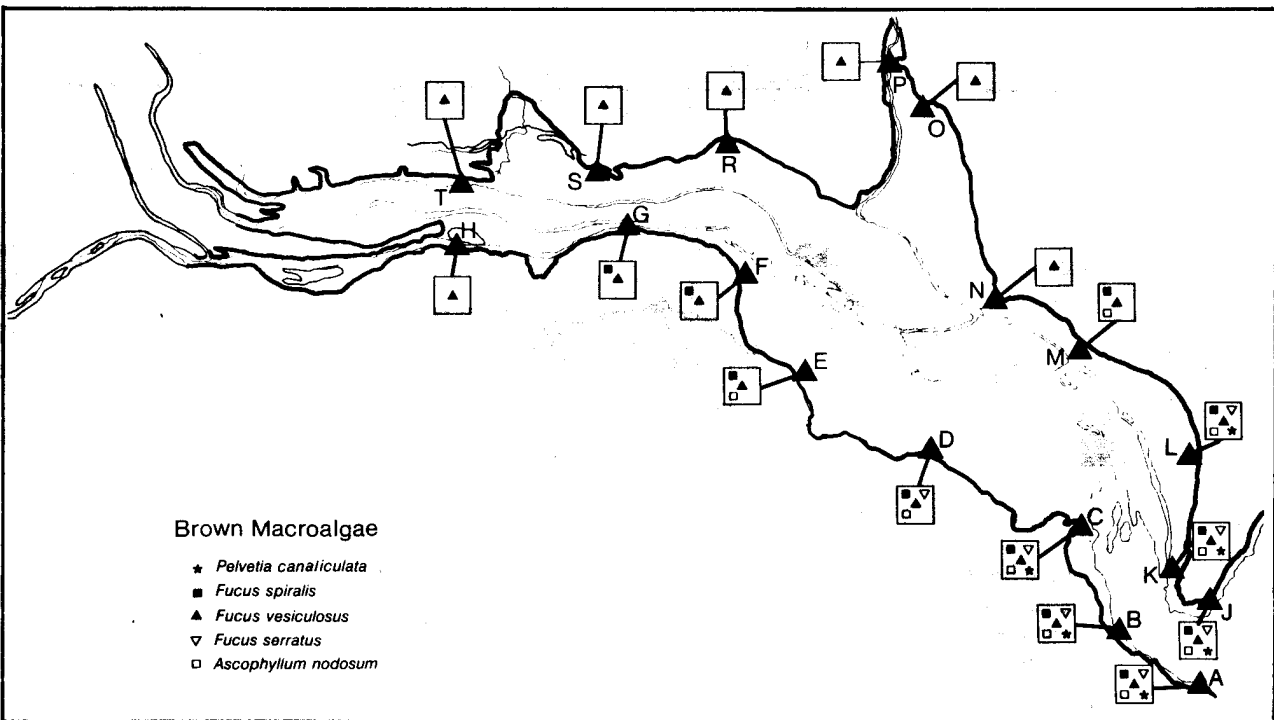 P
O
R
S
T
G
H
F
N
M
E
D
L
C
K
J
B
A
Brown Macroalgae
Pelvetia canaliculata
Fucus spiralis
Fucus vesiculosus
Fucus serratus
Ascophyllum nodosum